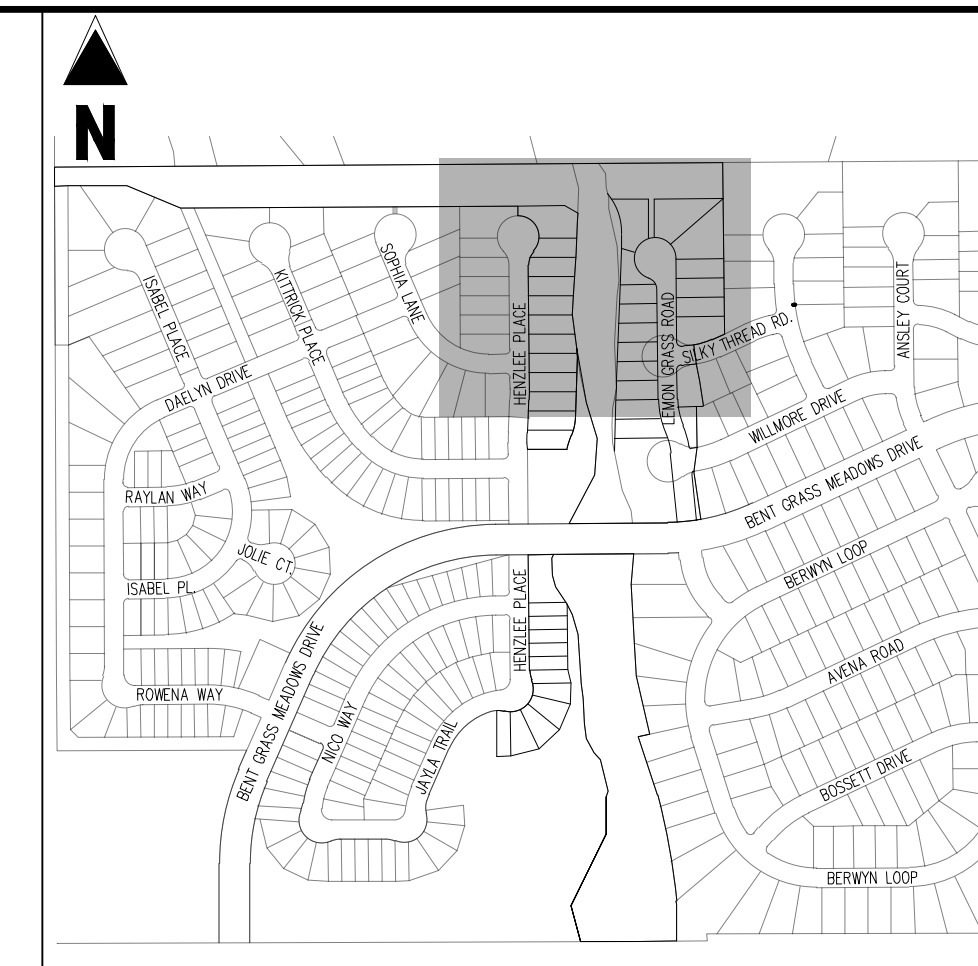 N
SOPHIA LANE
ISABEL PLACE
KITTRICK PLACE
HENZLEE PLACE
LEMON GRASS ROAD
SILKY THREAD RD.
ANSLEY COURT
DAELYN DRIVE
WILLMORE DRIVE
BENT GRASS MEADOWS DRIVE
RAYLAN WAY
JOLIE CT.
ISABEL PL.
BERWYN LOOP
HENZLEE PLACE
ROWENA WAY
BENT GRASS MEADOWS DRIVE
NICO WAY
JAYLA TRAIL
AVENA ROAD
BOSSETT DRIVE
BERWYN LOOP